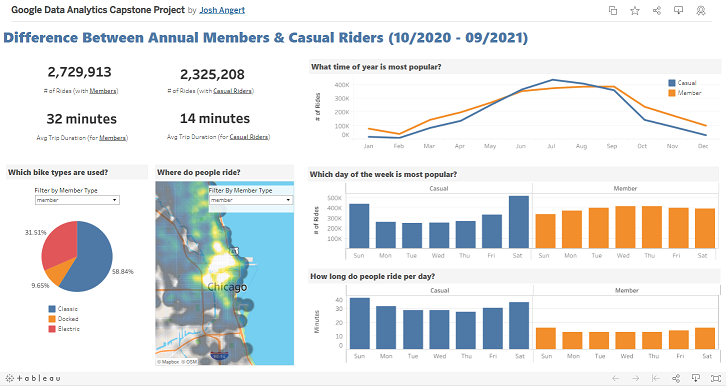 Google Data Analytics Capstone Project by Josh Angert
Difference Between Annual Members & Casual Riders (10/2020 - 09/2021)
2,729,913
# of Rides (with Members)
2,325,208
# of Rides (with Casual Riders)
32 minutes
Avg Trip Duration (for Members)
14 minutes
Avg Trip Duration (for Casual Riders)
What time of year is most popular?
# of Rides
400K
300K
200K
100K
0K
Jan Feb Mar Apr May Jun Jul Aug Sep Oct Nov Dec
Casual
Member
Which bike types are used?
Filter by Member Type
member
31.51%
58.84%
9.65%
Classic
Docked
Electric
Where do people ride?
Filter By Member Type
member
Chicago
© Mapbox © OSM
Which day of the week is most popular?
Casual Member
# of Rides
500K
400K
300K
200K
100K
Sun Mon Tue Wed Thu Fri Sat Sun Mon Tue Wed Thu Fri Sat
How long do people ride per day?
Casual Member
Minutes
40
30
20
10
0
Sun Mon Tue Wed Thu Fri Sat Sun Mon Tue Wed Thu Fri Sat
+ a b l e a u